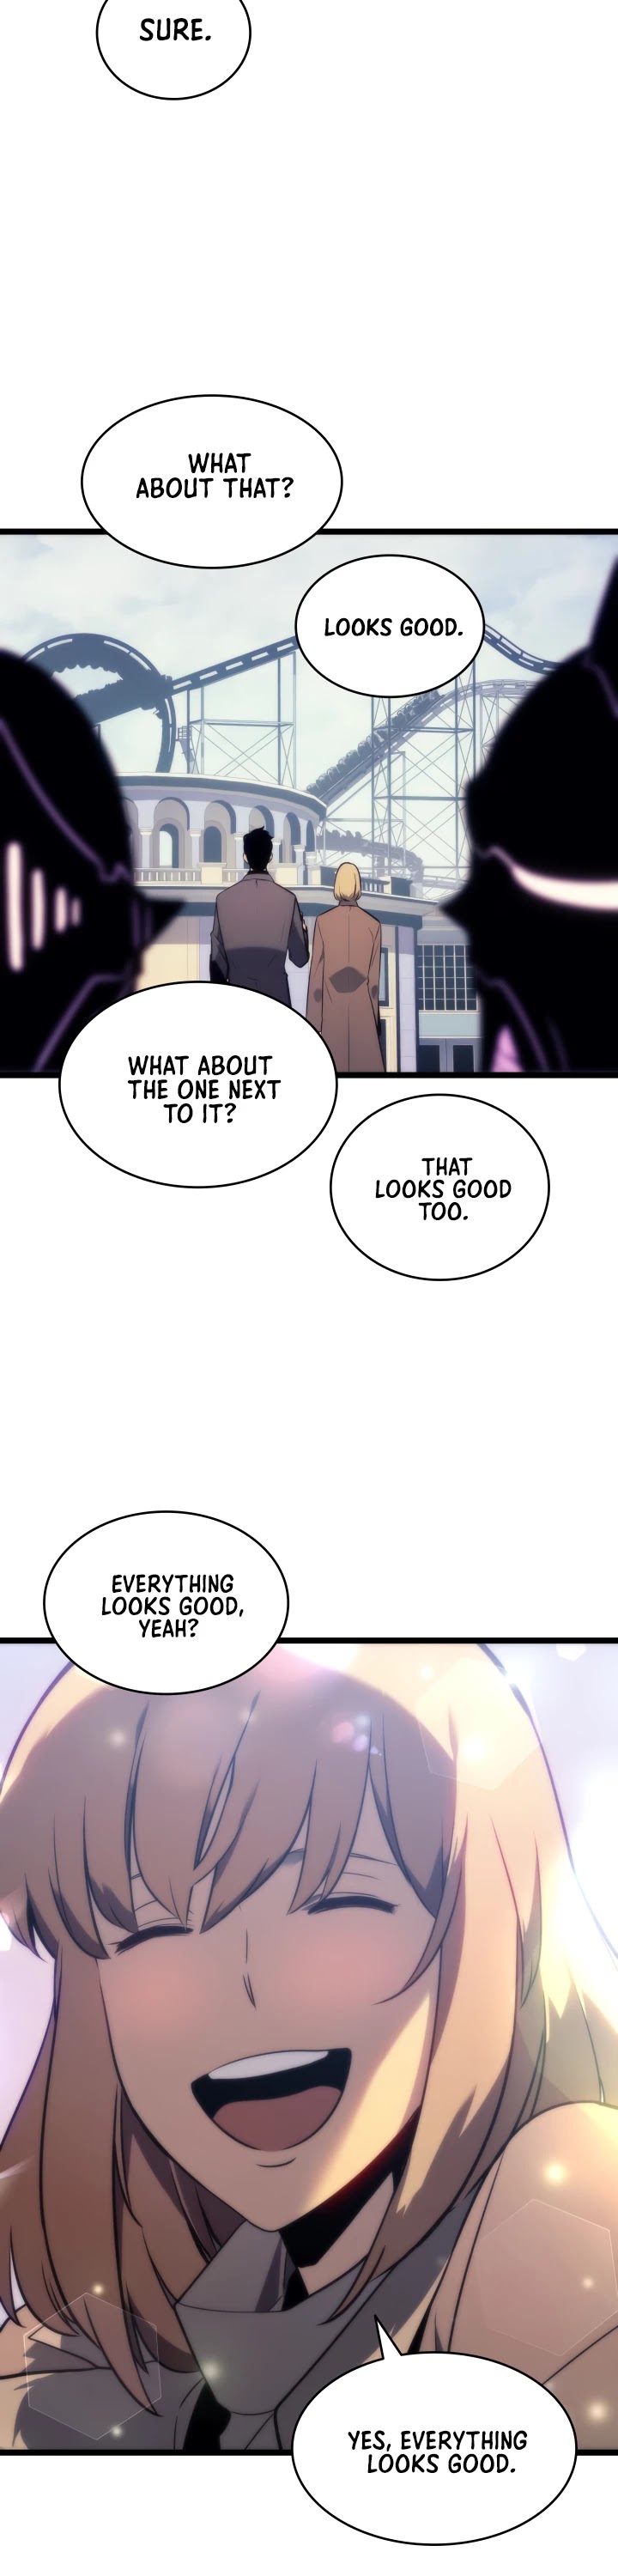 SURE.
WHAT
ABOUT THAT?
LOOKS GOOD.
WHAT ABOUT
THE ONE NEXT
TO IT?
THAT
LOOKS GOOD
TOO.
EVERYTHING
LOOKS GOOD,
YEAH?
YES, EVERYTHING
LOOKS GOOD.